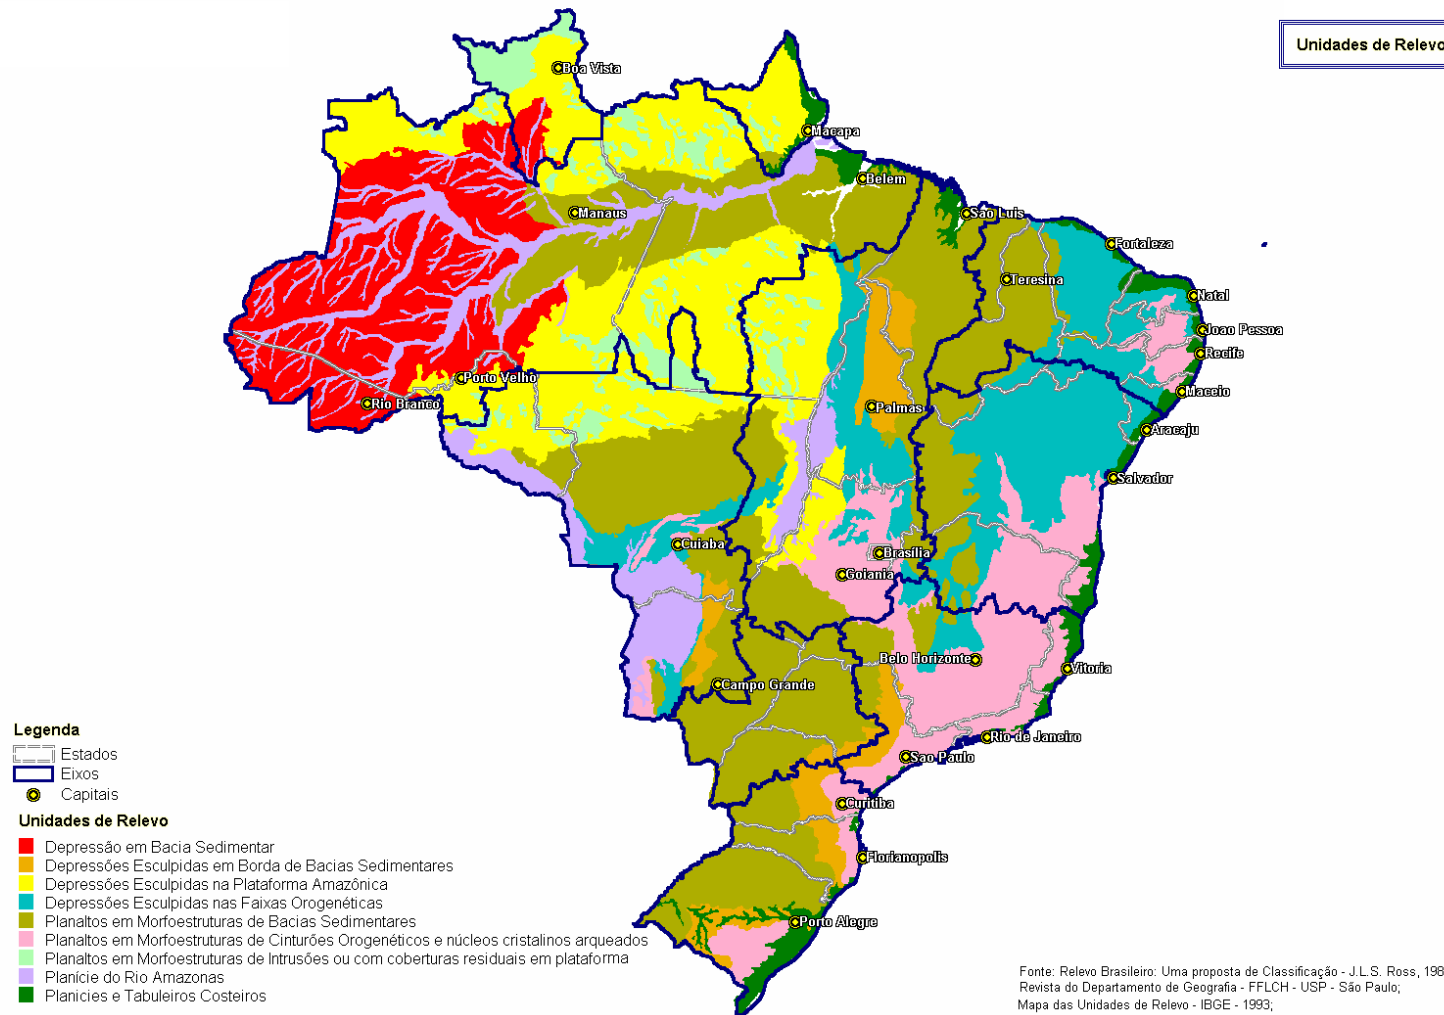 Unidades de Relevo
Boa Vista
Macapa
Belem
Manaus
Sao Luis
Fortaleza
Teresina
Natal
Joao Pessoa
Recife
Porto Velho
Maceio
Rio Branco
Palmas
Aracaju
Salvador
Cuiaba
Brasília
Goiania
Belo Horizonte
Vitoria
Campo Grande
Rio de Janeiro
Sao Paulo
Curitiba
Florianopolis
Porto Alegre
Legenda
Estados
Eixos
Capitais
Unidades de Relevo
Depressão em Bacia Sedimentar
Depressões Esculpidas em Borda de Bacias Sedimentares
Depressões Esculpidas na Plataforma Amazônica
Depressões Esculpidas nas Faixas Orogenéticas
Planaltos em Morfoestruturas de Bacias Sedimentares
Planaltos em Morfoestruturas de Cinturões Orogenéticos e núcleos cristalinos arqueados
Planaltos em Morfoestruturas de Intrusões ou com coberturas residuais em plataforma
Planície do Rio Amazonas
Planicies e Tabuleiros Costeiros
Fonte: Relevo Brasileiro: Uma proposta de Classificação - J.L.S. Ross, 198
Revista do Departamento de Geografia - FFLCH - USP - São Paulo;
Mapa das Unidades de Relevo - IBGE - 1993;